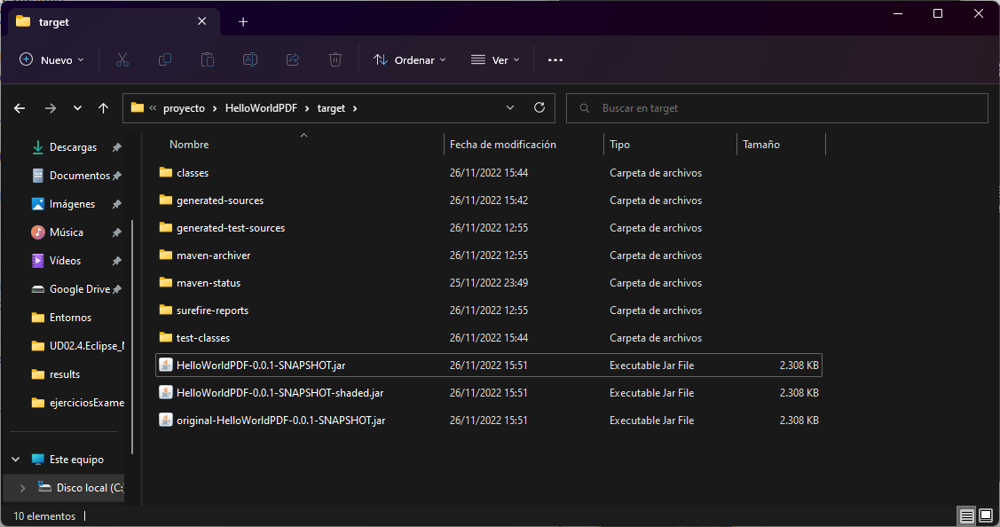 target
Nuevo
Ordenar
Ver
« proyecto > HelloWorldPDF > target >
Buscar en target
Descargas
Documentos
Imágenes
Música
Vídeos
Google Drive
Entornos
UD02.4.Eclipse_
results
ejerciciosExame
Este equipo
Disco local (C:
Nombre Fecha de modificación Tipo Tamaño
classes 26/11/2022 15:44 Carpeta de archivos
generated-sources 26/11/2022 15:42 Carpeta de archivos
generated-test-sources 26/11/2022 12:55 Carpeta de archivos
maven-archiver 26/11/2022 12:55 Carpeta de archivos
maven-status 25/11/2022 23:49 Carpeta de archivos
surefire-reports 26/11/2022 12:55 Carpeta de archivos
test-classes 26/11/2022 15:44 Carpeta de archivos
HelloWorldPDF-0.0.1-SNAPSHOT.jar 26/11/2022 15:51 Executable Jar File 2.308 KB
HelloWorldPDF-0.0.1-SNAPSHOT-shaded.jar 26/11/2022 15:51 Executable Jar File 2.308 KB
original-HelloWorldPDF-0.0.1-SNAPSHOT.jar 26/11/2022 15:51 Executable Jar File 2.308 KB
10 elementos